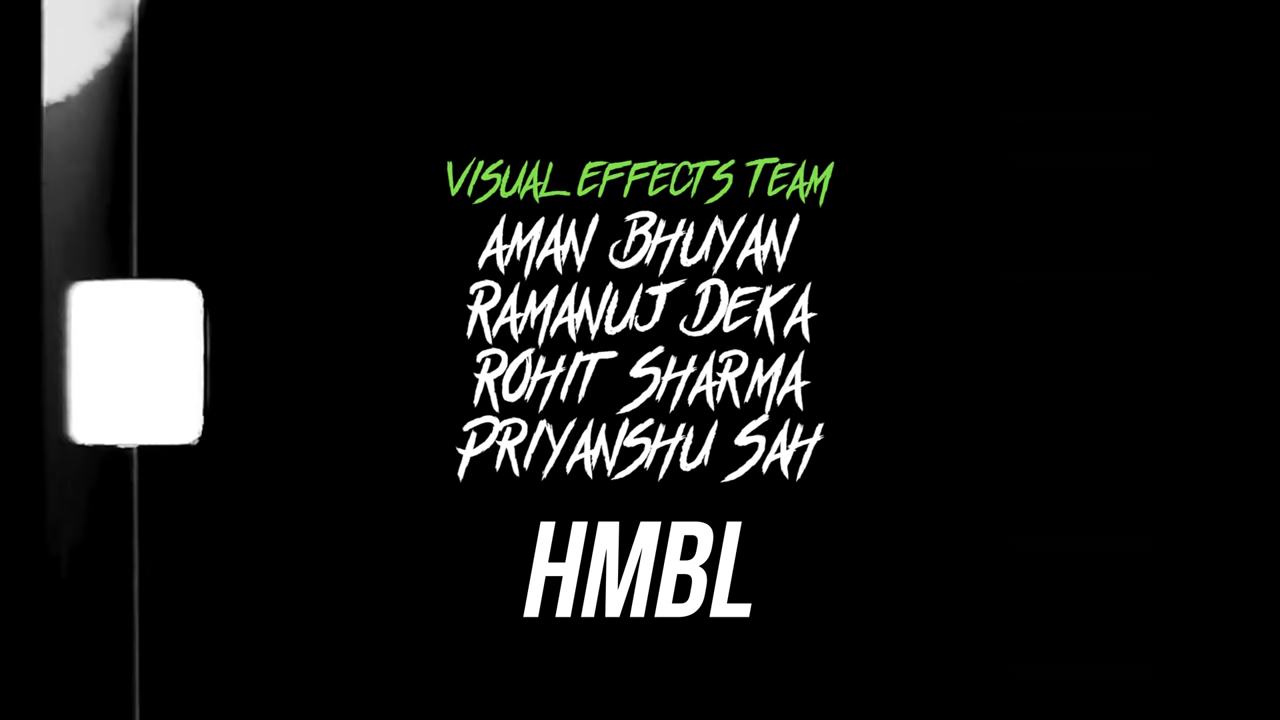 VISUAL EFFECTS TEAM
AMAN BHUYAN
RAMANUJ DEKA
ROHIT SHARMA
PRIYANSHU SAH
HMBL